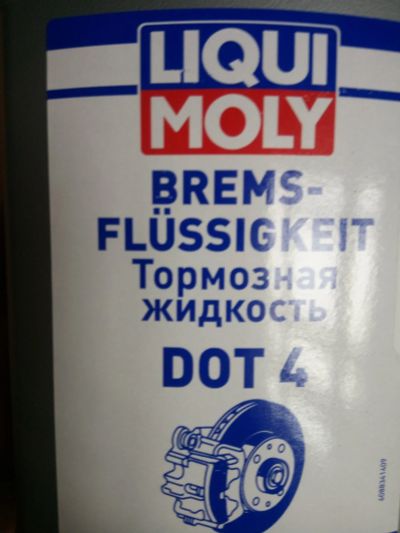 LIQUI
MOLY
BREMS-
FLÜSSIGKEIT
Тормозная
жидкость
DOT 4